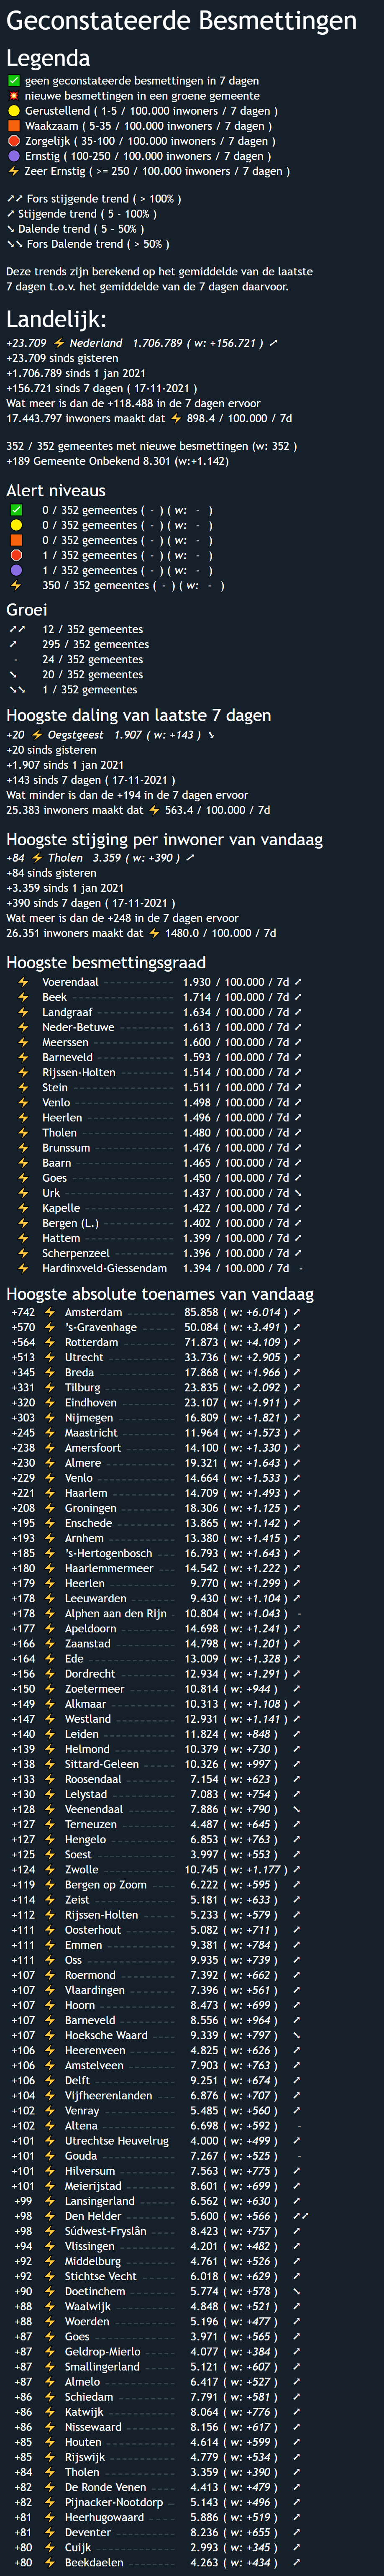 Geconstateerde Besmettingen
Legenda
✅ geen geconstateerde besmettingen in 7 dagen
💥 nieuwe besmettingen in een groene gemeente
🟡 Gerustellend ( 1-5 / 100.000 inwoners / 7 dagen )
🟧 Waakzaam ( 5-35 / 100.000 inwoners / 7 dagen )
🔴 Zorgelijk ( 35-100 / 100.000 inwoners / 7 dagen )
🟣 Ernstig ( 100-250 / 100.000 inwoners / 7 dagen )
⚡ Zeer Ernstig ( >= 250 / 100.000 inwoners / 7 dagen )
➚➚ Fors stijgende trend ( > 100% )
➚ Stijgende trend ( 5 - 100% )
➘ Dalende trend ( 5 - 50% )
➘➘ Fors Dalende trend ( > 50% )
Deze trends zijn berekend op het gemiddelde van de laatste
7 dagen t.o.v. het gemiddelde van de 7 dagen daarvoor.
Landelijk:
+23.709 ⚡ Nederland 1.706.789 ( w: +156.721 ) ➚
+23.709 sinds gisteren
+1.706.789 sinds 1 jan 2021
+156.721 sinds 7 dagen ( 17-11-2021 )
Wat meer is dan de +118.488 in de 7 dagen ervoor
17.443.797 inwoners maakt dat ⚡ 898.4 / 100.000 / 7d
352 / 352 gemeentes met nieuwe besmettingen (w: 352 )
+189 Gemeente Onbekend 8.301 (w:+1.142)
Alert niveaus
✅ 0 / 352 gemeentes ( - ) ( w: - )
🟡 0 / 352 gemeentes ( - ) ( w: - )
🟧 0 / 352 gemeentes ( - ) ( w: - )
🔴 1 / 352 gemeentes ( - ) ( w: - )
🟣 1 / 352 gemeentes ( - ) ( w: - )
⚡ 350 / 352 gemeentes ( - ) ( w: - )
Groei
➚➚ 12 / 352 gemeentes
➚ 295 / 352 gemeentes
- 24 / 352 gemeentes
➘ 20 / 352 gemeentes
➘➘ 1 / 352 gemeentes
Hoogste daling van laatste 7 dagen
+20 ⚡ Oegstgeest 1.907 ( w: +143 ) ➘
+20 sinds gisteren
+1.907 sinds 1 jan 2021
+143 sinds 7 dagen ( 17-11-2021 )
Wat minder is dan de +194 in de 7 dagen ervoor
25.383 inwoners maakt dat ⚡ 563.4 / 100.000 / 7d
Hoogste stijging per inwoner van vandaag
+84 ⚡ Tholen 3.359 ( w: +390 ) ➚
+84 sinds gisteren
+3.359 sinds 1 jan 2021
+390 sinds 7 dagen ( 17-11-2021 )
Wat meer is dan de +248 in de 7 dagen ervoor
26.351 inwoners maakt dat ⚡ 1480.0 / 100.000 / 7d
Hoogste besmettingsgraad
⚡ Voerendaal 1.930 / 100.000 / 7d ➚
⚡ Beek 1.714 / 100.000 / 7d ➚
⚡ Landgraaf 1.634 / 100.000 / 7d ➚
⚡ Neder-Betuwe 1.613 / 100.000 / 7d ➚
⚡ Meerssen 1.600 / 100.000 / 7d ➚
⚡ Barneveld 1.593 / 100.000 / 7d ➚
⚡ Rijssen-Holten 1.514 / 100.000 / 7d ➚
⚡ Stein 1.511 / 100.000 / 7d ➚
⚡ Venlo 1.498 / 100.000 / 7d ➚
⚡ Heerlen 1.496 / 100.000 / 7d ➚
⚡ Tholen 1.480 / 100.000 / 7d ➚
⚡ Brunssum 1.476 / 100.000 / 7d ➚
⚡ Baarn 1.465 / 100.000 / 7d ➚
⚡ Goes 1.450 / 100.000 / 7d ➚
⚡ Urk 1.437 / 100.000 / 7d ➘
⚡ Kapelle 1.422 / 100.000 / 7d ➚
⚡ Bergen (L.) 1.402 / 100.000 / 7d ➚
⚡ Hattem 1.399 / 100.000 / 7d ➚
⚡ Scherpenzeel 1.396 / 100.000 / 7d ➚
⚡ Hardinxveld-Giessendam 1.394 / 100.000 / 7d -
Hoogste absolute toenames van vandaag
+742 ⚡ Amsterdam 85.858 ( w: +6.014 ) ➚
+570 ⚡ 's-Gravenhage 50.084 ( w: +3.491 ) ➚
+564 ⚡ Rotterdam 71.873 ( w: +4.109 ) ➚
+513 ⚡ Utrecht 33.736 ( w: +2.905 ) ➚
+345 ⚡ Breda 17.868 ( w: +1.966 ) ➚
+331 ⚡ Tilburg 23.835 ( w: +2.092 ) ➚
+320 ⚡ Eindhoven 23.107 ( w: +1.911 ) ➚
+303 ⚡ Nijmegen 16.809 ( w: +1.821 ) ➚
+245 ⚡ Maastricht 11.964 ( w: +1.573 ) ➚
+238 ⚡ Amersfoort 14.100 ( w: +1.330 ) ➚
+230 ⚡ Almere 19.321 ( w: +1.643 ) ➚
+229 ⚡ Venlo 14.664 ( w: +1.533 ) ➚
+221 ⚡ Haarlem 14.709 ( w: +1.493 ) ➚
+208 ⚡ Groningen 18.306 ( w: +1.125 ) ➚
+195 ⚡ Enschede 13.865 ( w: +1.142 ) ➚
+193 ⚡ Arnhem 13.380 ( w: +1.415 ) ➚
+185 ⚡ 's-Hertogenbosch 16.793 ( w: +1.643 ) ➚
+180 ⚡ Haarlemmermeer 14.542 ( w: +1.222 ) ➚
+179 ⚡ Heerlen 9.770 ( w: +1.299 ) ➚
+178 ⚡ Leeuwarden 9.430 ( w: +1.104 ) ➚
+178 ⚡ Alphen aan den Rijn 10.804 ( w: +1.043 ) -
+177 ⚡ Apeldoorn 14.698 ( w: +1.241 ) ➚
+166 ⚡ Zaanstad 14.798 ( w: +1.201 ) ➚
+164 ⚡ Ede 13.009 ( w: +1.328 ) ➚
+156 ⚡ Dordrecht 12.934 ( w: +1.291 ) ➚
+150 ⚡ Zoetermeer 10.814 ( w: +944 ) ➚
+149 ⚡ Alkmaar 10.313 ( w: +1.108 ) ➚
+147 ⚡ Westland 12.931 ( w: +1.141 ) ➚
+140 ⚡ Leiden 11.824 ( w: +848 ) ➚
+139 ⚡ Helmond 10.379 ( w: +730 ) ➚
+138 ⚡ Sittard-Geleen 10.326 ( w: +997 ) ➚
+133 ⚡ Roosendaal 7.154 ( w: +623 ) ➚
+130 ⚡ Lelystad 7.083 ( w: +754 ) ➚
+128 ⚡ Veenendaal 7.886 ( w: +790 ) ➘
+127 ⚡ Terneuzen 4.487 ( w: +645 ) ➚
+127 ⚡ Hengelo 6.853 ( w: +763 ) ➚
+125 ⚡ Soest 3.997 ( w: +553 ) ➚
+124 ⚡ Zwolle 10.745 ( w: +1.177 ) ➚
+119 ⚡ Bergen op Zoom 6.222 ( w: +595 ) ➚
+114 ⚡ Zeist 5.181 ( w: +633 ) ➚
+112 ⚡ Rijssen-Holten 5.233 ( w: +579 ) ➚
+111 ⚡ Oosterhout 5.082 ( w: +711 ) ➚
+111 ⚡ Emmen 9.381 ( w: +784 ) ➚
+111 ⚡ Oss 9.935 ( w: +739 ) ➚
+107 ⚡ Roermond 7.392 ( w: +662 ) ➚
+107 ⚡ Vlaardingen 7.396 ( w: +561 ) ➚
+107 ⚡ Hoorn 8.473 ( w: +699 ) ➚
+107 ⚡ Barneveld 8.556 ( w: +964 ) ➚
+107 ⚡ Hoeksche Waard 9.339 ( w: +797 ) ➘
+106 ⚡ Heerenveen 4.825 ( w: +626 ) ➚
+106 ⚡ Amstelveen 7.903 ( w: +763 ) ➚
+106 ⚡ Delft 9.251 ( w: +674 ) ➚
+104 ⚡ Vijfheerenlanden 6.876 ( w: +707 ) ➚
+102 ⚡ Venray 5.485 ( w: +560 ) ➚
+102 ⚡ Altena 6.698 ( w: +592 ) -
+101 ⚡ Utrechtse Heuvelrug 4.000 ( w: +499 ) ➚
+101 ⚡ Gouda 7.267 ( w: +525 ) -
+101 ⚡ Hilversum 7.563 ( w: +775 ) ➚
+101 ⚡ Meierijstad 8.601 ( w: +699 ) ➚
+99 ⚡ Lansingerland 6.562 ( w: +630 ) ➚
+98 ⚡ Den Helder 5.600 ( w: +566 ) ➚➚
+98 ⚡ Súdwest-Fryslân 8.423 ( w: +757 ) ➚
+94 ⚡ Vlissingen 4.201 ( w: +482 ) ➚
+92 ⚡ Middelburg 4.761 ( w: +526 ) ➚
+92 ⚡ Stichtse Vecht 6.018 ( w: +629 ) ➚
+90 ⚡ Doetinchem 5.774 ( w: +578 ) ➘
+88 ⚡ Waalwijk 4.848 ( w: +521 ) ➚
+88 ⚡ Woerden 5.196 ( w: +477 ) ➚
+87 ⚡ Goes 3.971 ( w: +565 ) ➚
+87 ⚡ Geldrop-Mierlo 4.077 ( w: +384 ) ➚
+87 ⚡ Smallingerland 5.121 ( w: +607 ) ➚
+87 ⚡ Almelo 6.417 ( w: +527 ) ➚
+86 ⚡ Schiedam 7.791 ( w: +581 ) ➚
+86 ⚡ Katwijk 8.064 ( w: +776 ) ➚
+86 ⚡ Nissewaard 8.156 ( w: +617 ) ➚
+85 ⚡ Houten 4.614 ( w: +599 ) ➚
+85 ⚡ Rijswijk 4.779 ( w: +534 ) ➚
+84 ⚡ Tholen 3.359 ( w: +390 ) ➚
+82 ⚡ De Ronde Venen 4.413 ( w: +479 ) ➚
+82 ⚡ Pijnacker-Nootdorp 5.143 ( w: +496 ) ➚
+81 ⚡ Heerhugowaard 5.886 ( w: +519 ) ➚
+81 ⚡ Deventer 8.236 ( w: +655 ) ➚
+80 ⚡ Cuijk 2.993 ( w: +345 ) ➚
+80 ⚡ Beekdaelen 4.263 ( w: +434 ) ➚